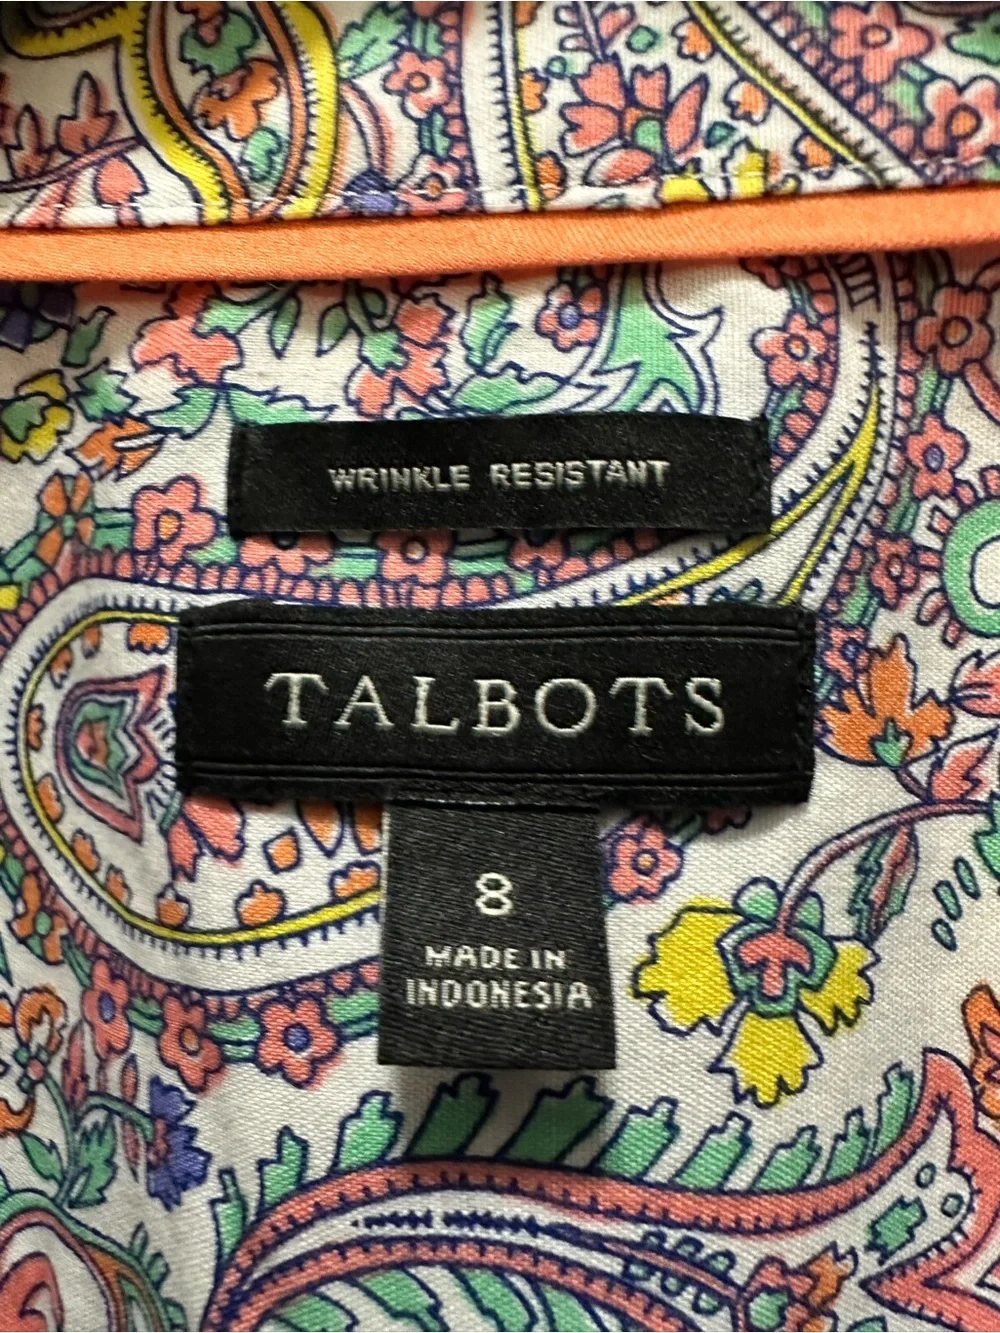 WRINKLE RESISTANT
TALBOTS
8
MADE IN
INDONESIA